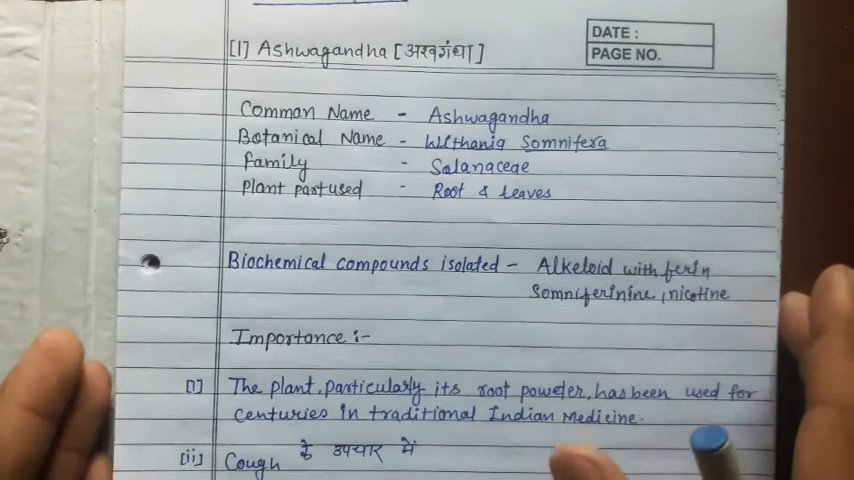 DATE :
PAGE NO.
[1] Ashwagandha [अश्वगंधा]
Common Name - Ashwagandha
Botanical Name - Withania Somnifera
Family - Solanaceae
Plant part used - Root & Leaves
Biochemical compounds isolated - Alkeloid with ferin
Somniferinine, nicotine
Importance :-
[i] The plant, particularly its root powder, has been used for
centuries in traditional Indian Medicine.
[ii] Cough के उपचार में